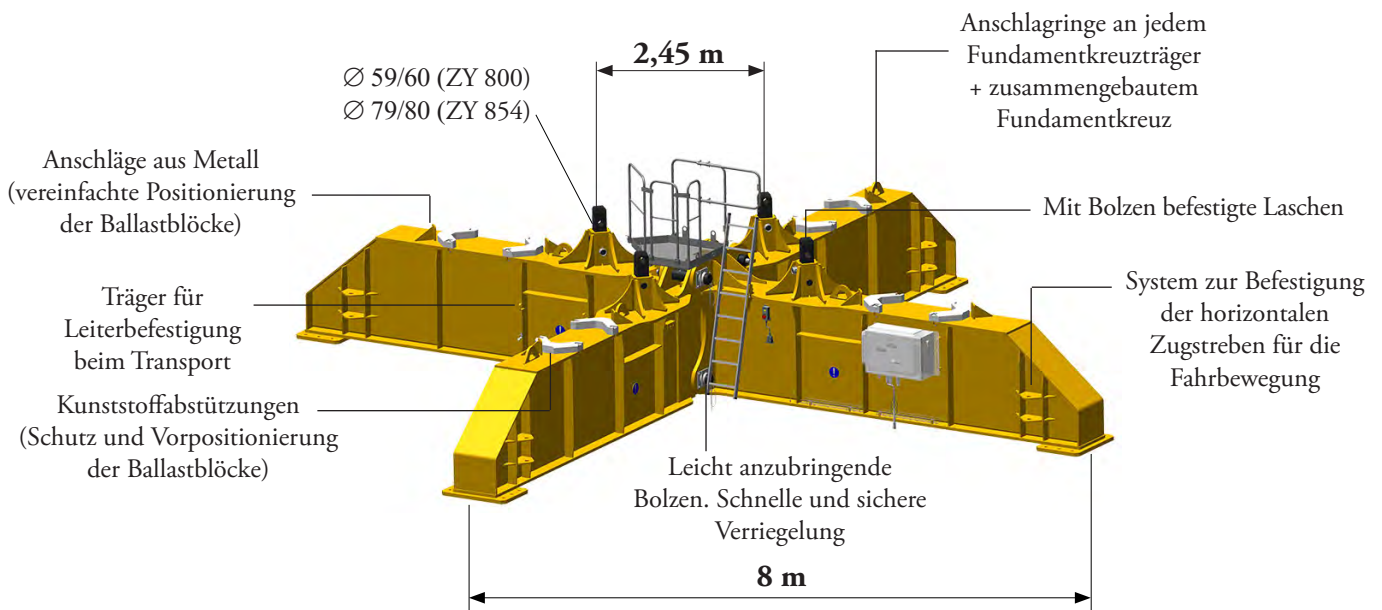 2,45 m
∅ 59/60 (ZY 800)
∅ 79/80 (ZY 854)
Anschlagringe an jedem
Fundamentkreuzträger
+ zusammengebautem
Fundamentkreuz
Anschläge aus Metall
(vereinfachte Positionierung
der Ballastblöcke)
Mit Bolzen befestigte Laschen
Träger für
Leiterbefestigung
beim Transport
System zur Befestigung
der horizontalen
Zugstreben für die
Fahrbewegung
Kunststoffabstützungen
(Schutz und Vorpositionierung
der Ballastblöcke)
Leicht anzubringende
Bolzen. Schnelle und sichere
Verriegelung
8 m